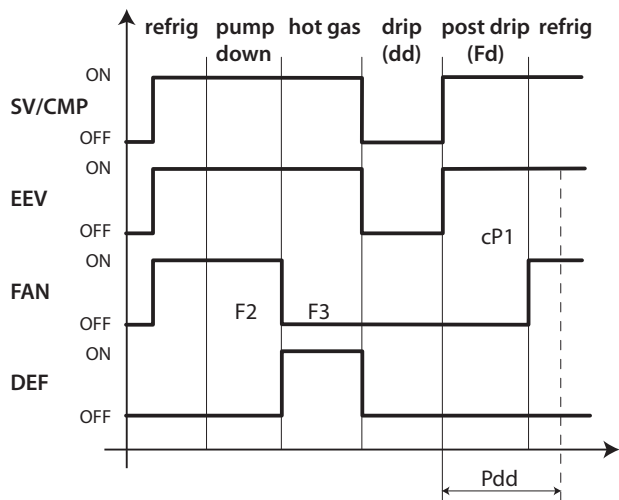 refrig pump down hot gas drip (dd) post drip (Fd) refrig
SV/CMP
ON
OFF
EEV
ON
OFF
cP1
FAN
ON
OFF
F2 F3
DEF
ON
OFF
Pdd